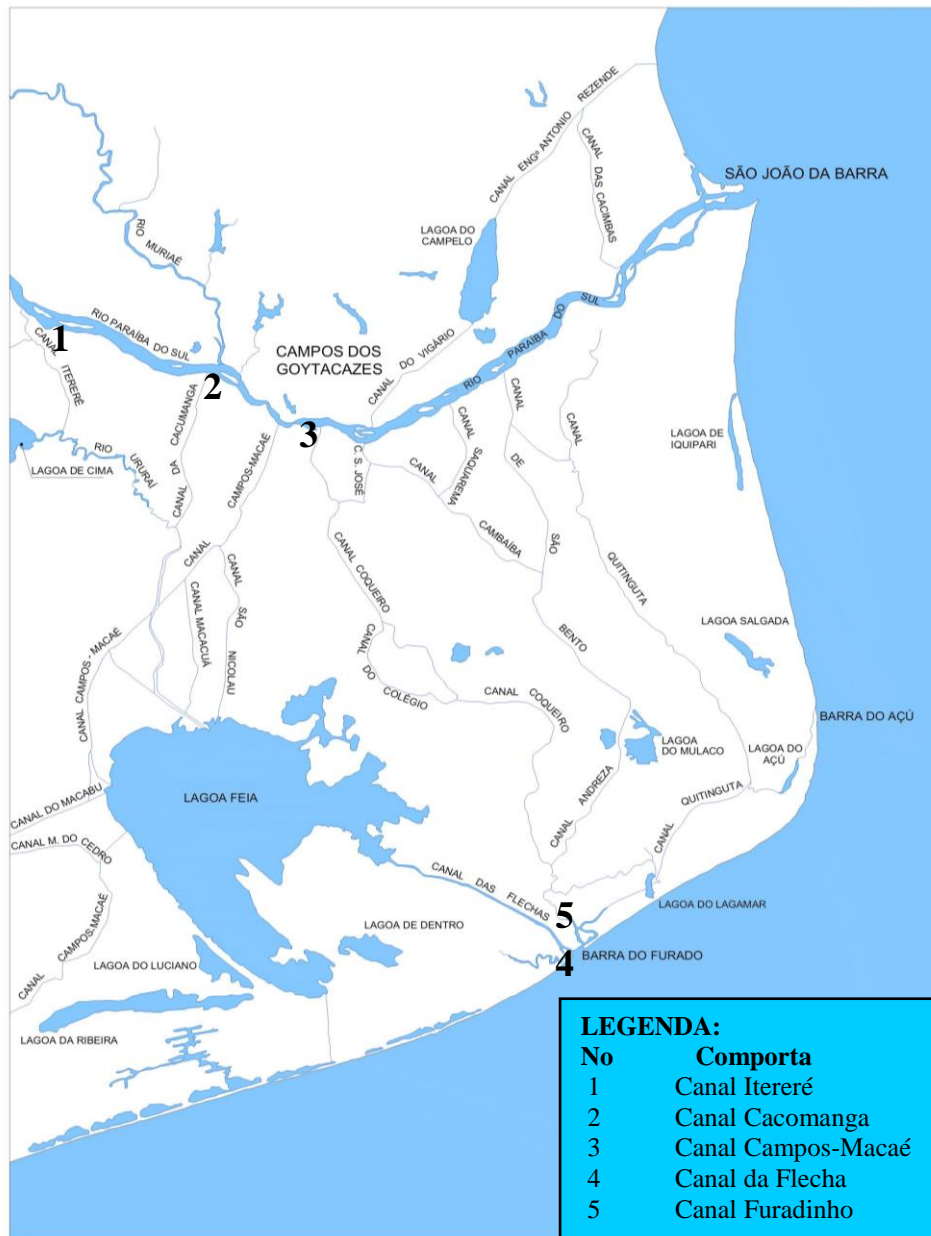 CANAL ENGº ANTONIO REZENDE
CANAL DAS CACIMBAS
SÃO JOÃO DA BARRA
LAGOA DO
CAMPELO
RIO MURIAÉ
RIO PARAÍBA DO SUL
1
CANAL ITERERÉ
2
CAMPOS DOS
GOYTACAZES
CANAL DO VIGÁRIO
RIO PARAÍBA DO SUL
3
CANAL DA CACUMANGA
CAMPOS-MACAÉ
C. S. JOSÉ
CANAL SAQUAREMA
CANAL
CANAL
LAGOA DE
IQUIPARI
RIO URURAÍ
LAGOA DE CIMA
CANAL
CAMBAÍBA
DE
SÃO
BENTO
QUITINGUTA
CANAL
CANAL SÃO NICOLAU
CANAL MACACUÁ
CANAL COQUEIRO
LAGOA SALGADA
CANAL CAMPOS - MACAÉ
CANAL DO COLÉGIO
CANAL COQUEIRO
BARRA DO AÇÚ
LAGOA
DO MULACO
LAGOA DO
AÇÚ
CANAL DO MACABU
LAGOA FEIA
CANAL ANDREZA
CANAL QUITINGUTA
CANAL M. DO CEDRO
CANAL DAS FLECHAS
5
LAGOA DO LAGAMAR
CANAL CAMPOS-MACAÉ
LAGOA DE DENTRO
4
BARRA DO FURADO
LAGOA DO LUCIANO
LAGOA DA RIBEIRA
LEGENDA:
No Comporta
1 Canal Itereré
2 Canal Cacomanga
3 Canal Campos-Macaé
4 Canal da Flecha
5 Canal Furadinho